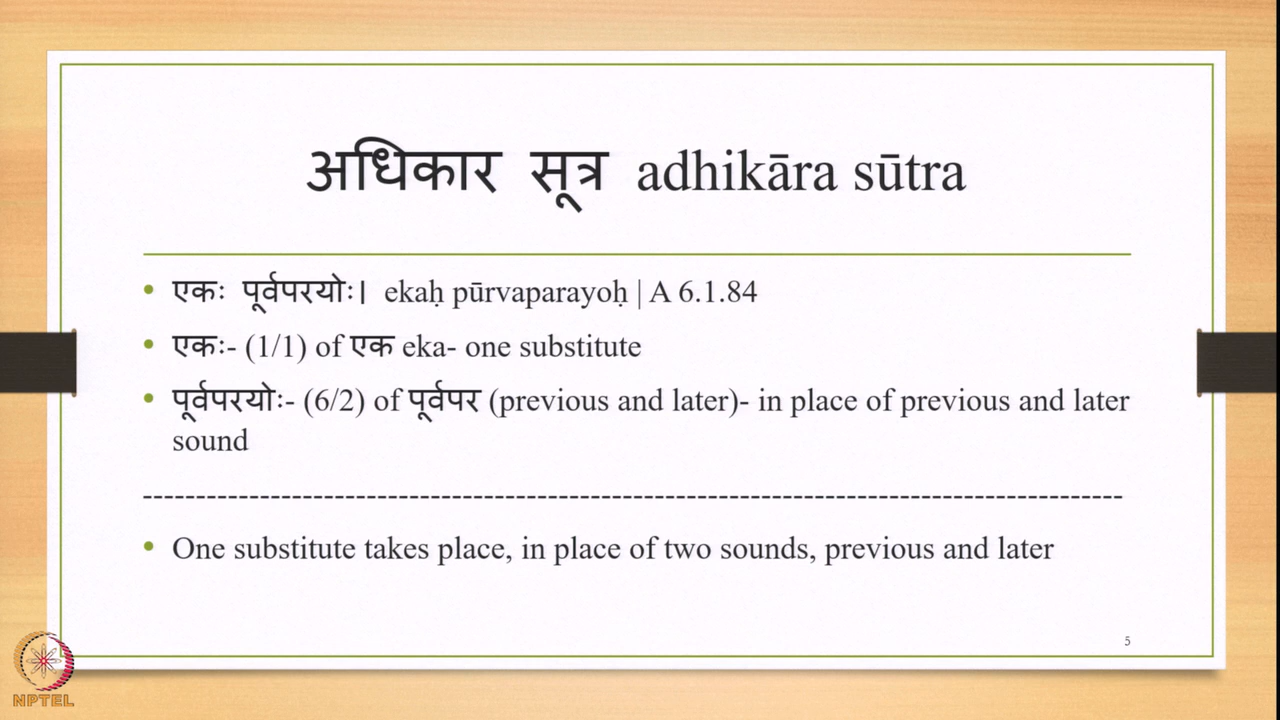 अधिकार सूत्र adhikāra sūtra
• एकः पूर्वपरयोः। ekaḥ pūrvaparayoḥ | A 6.1.84
• एकः- (1/1) of एक eka- one substitute
• पूर्वपरयोः- (6/2) of पूर्वपर (previous and later)- in place of previous and later
sound
--------------------------------------------------------------------------------------------
• One substitute takes place, in place of two sounds, previous and later
5
NPTEL